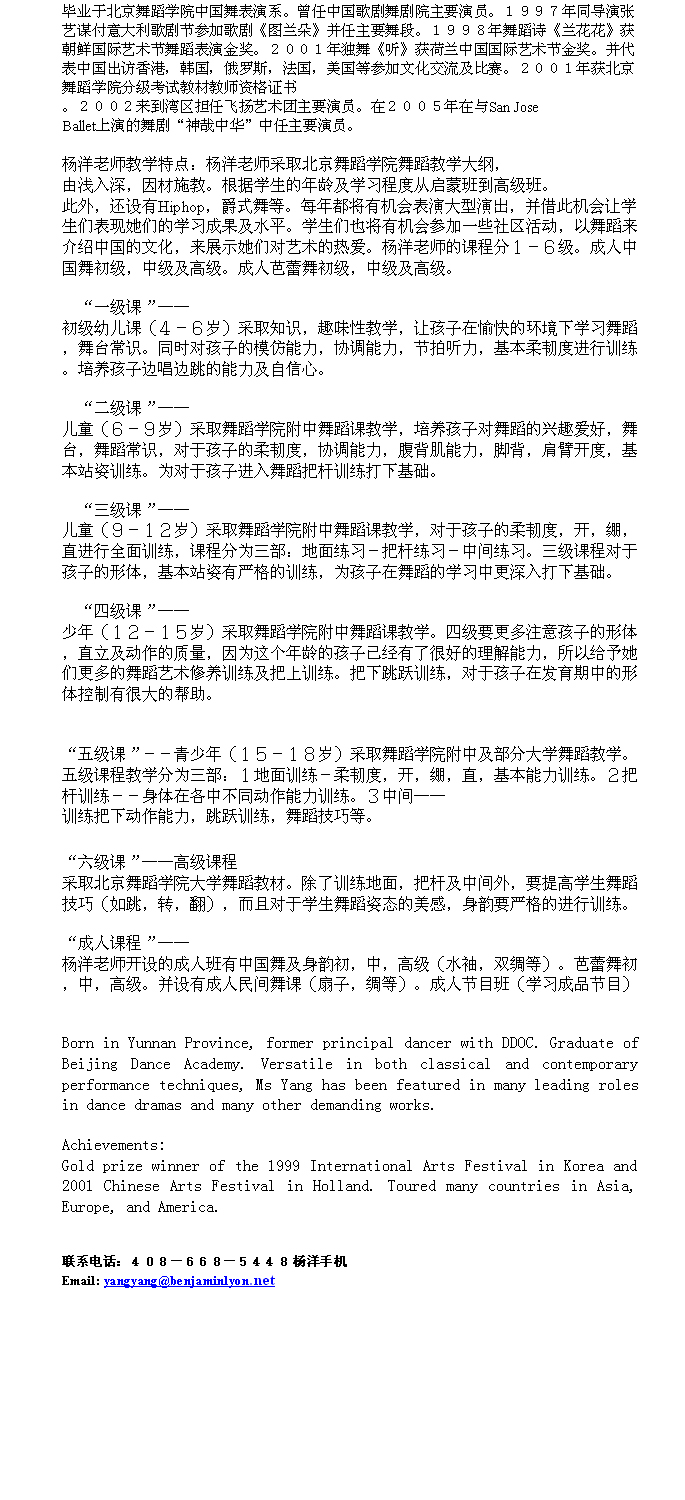 毕业于北京舞蹈学院中国舞表演系。曾任中国歌剧舞剧院主要演员。１９９７年同导演张
艺谋付意大利歌剧节参加歌剧《图兰朵》并任主要舞段。１９９８年舞蹈诗《兰花花》获
朝鲜国际艺术节舞蹈表演金奖。２００１年独舞《听》获荷兰中国国际艺术节金奖。并代
表中国出访香港，韩国，俄罗斯，法国，美国等参加文化交流及比赛。２００１年获北京
舞蹈学院分级考试教材教师资格证书
。２００２来到湾区担任飞扬艺术团主要演员。在２００５年在与San Jose
Ballet上演的舞剧“神哉中华”中任主要演员。
杨洋老师教学特点：杨洋老师采取北京舞蹈学院舞蹈教学大纲，
由浅入深，因材施教。根据学生的年龄及学习程度从启蒙班到高级班。
此外，还设有Hiphop，爵式舞等。每年都将有机会表演大型演出，并借此机会让学
生们表现她们的学习成果及水平。学生们也将有机会参加一些社区活动，以舞蹈来
介绍中国的文化，来展示她们对艺术的热爱。杨洋老师的课程分１－６级。成人中
国舞初级，中级及高级。成人芭蕾舞初级，中级及高级。
“一级课 ”——
初级幼儿课（４－６岁）采取知识，趣味性教学，让孩子在愉快的环境下学习舞蹈
，舞台常识。同时对孩子的模仿能力，协调能力，节拍听力，基本柔韧度进行训练
。培养孩子边唱边跳的能力及自信心。
“二级课 ”——
儿童（６－９岁）采取舞蹈学院附中舞蹈课教学，培养孩子对舞蹈的兴趣爱好，舞
台，舞蹈常识，对于孩子的柔韧度，协调能力，腹背肌能力，脚背，肩臂开度，基
本站姿训练。为对于孩子进入舞蹈把杆训练打下基础。
“三级课 ”——
儿童（９－１２岁）采取舞蹈学院附中舞蹈课教学，对于孩子的柔韧度，开，绷，
直进行全面训练，课程分为三部：地面练习－把杆练习－中间练习。三级课程对于
孩子的形体，基本站姿有严格的训练，为孩子在舞蹈的学习中更深入打下基础。
“四级课 ”——
少年（１２－１５岁）采取舞蹈学院附中舞蹈课教学。四级要更多注意孩子的形体
，直立及动作的质量，因为这个年龄的孩子已经有了很好的理解能力，所以给予她
们更多的舞蹈艺术修养训练及把上训练。把下跳跃训练，对于孩子在发育期中的形
体控制有很大的帮助。
“五级课 ”－－青少年（１５－１８岁）采取舞蹈学院附中及部分大学舞蹈教学。
五级课程教学分为三部：１地面训练－柔韧度，开，绷，直，基本能力训练。２把
杆训练－－身体在各中不同动作能力训练。３中间——
训练把下动作能力，跳跃训练，舞蹈技巧等。
“六级课 ”——高级课程
采取北京舞蹈学院大学舞蹈教材。除了训练地面，把杆及中间外，要提高学生舞蹈
技巧（如跳，转，翻），而且对于学生舞蹈姿态的美感，身韵要严格的进行训练。
“成人课程 ”——
杨洋老师开设的成人班有中国舞及身韵初，中，高级（水袖，双绸等）。芭蕾舞初
，中，高级。并设有成人民间舞课（扇子，绸等）。成人节目班（学习成品节目）
Born in Yunnan Province, former principal dancer with DDOC. Graduate of
Beijing Dance Academy. Versatile in both classical and contemporary
performance techniques, Ms Yang has been featured in many leading roles
in dance dramas and many other demanding works.
Achievements:
Gold prize winner of the 1999 International Arts Festival in Korea and
2001 Chinese Arts Festival in Holland. Toured many countries in Asia,
Europe, and America.
联系电话：４０８－６６８－５４４８杨洋手机
Email: yangyang@benjaminlyon.net